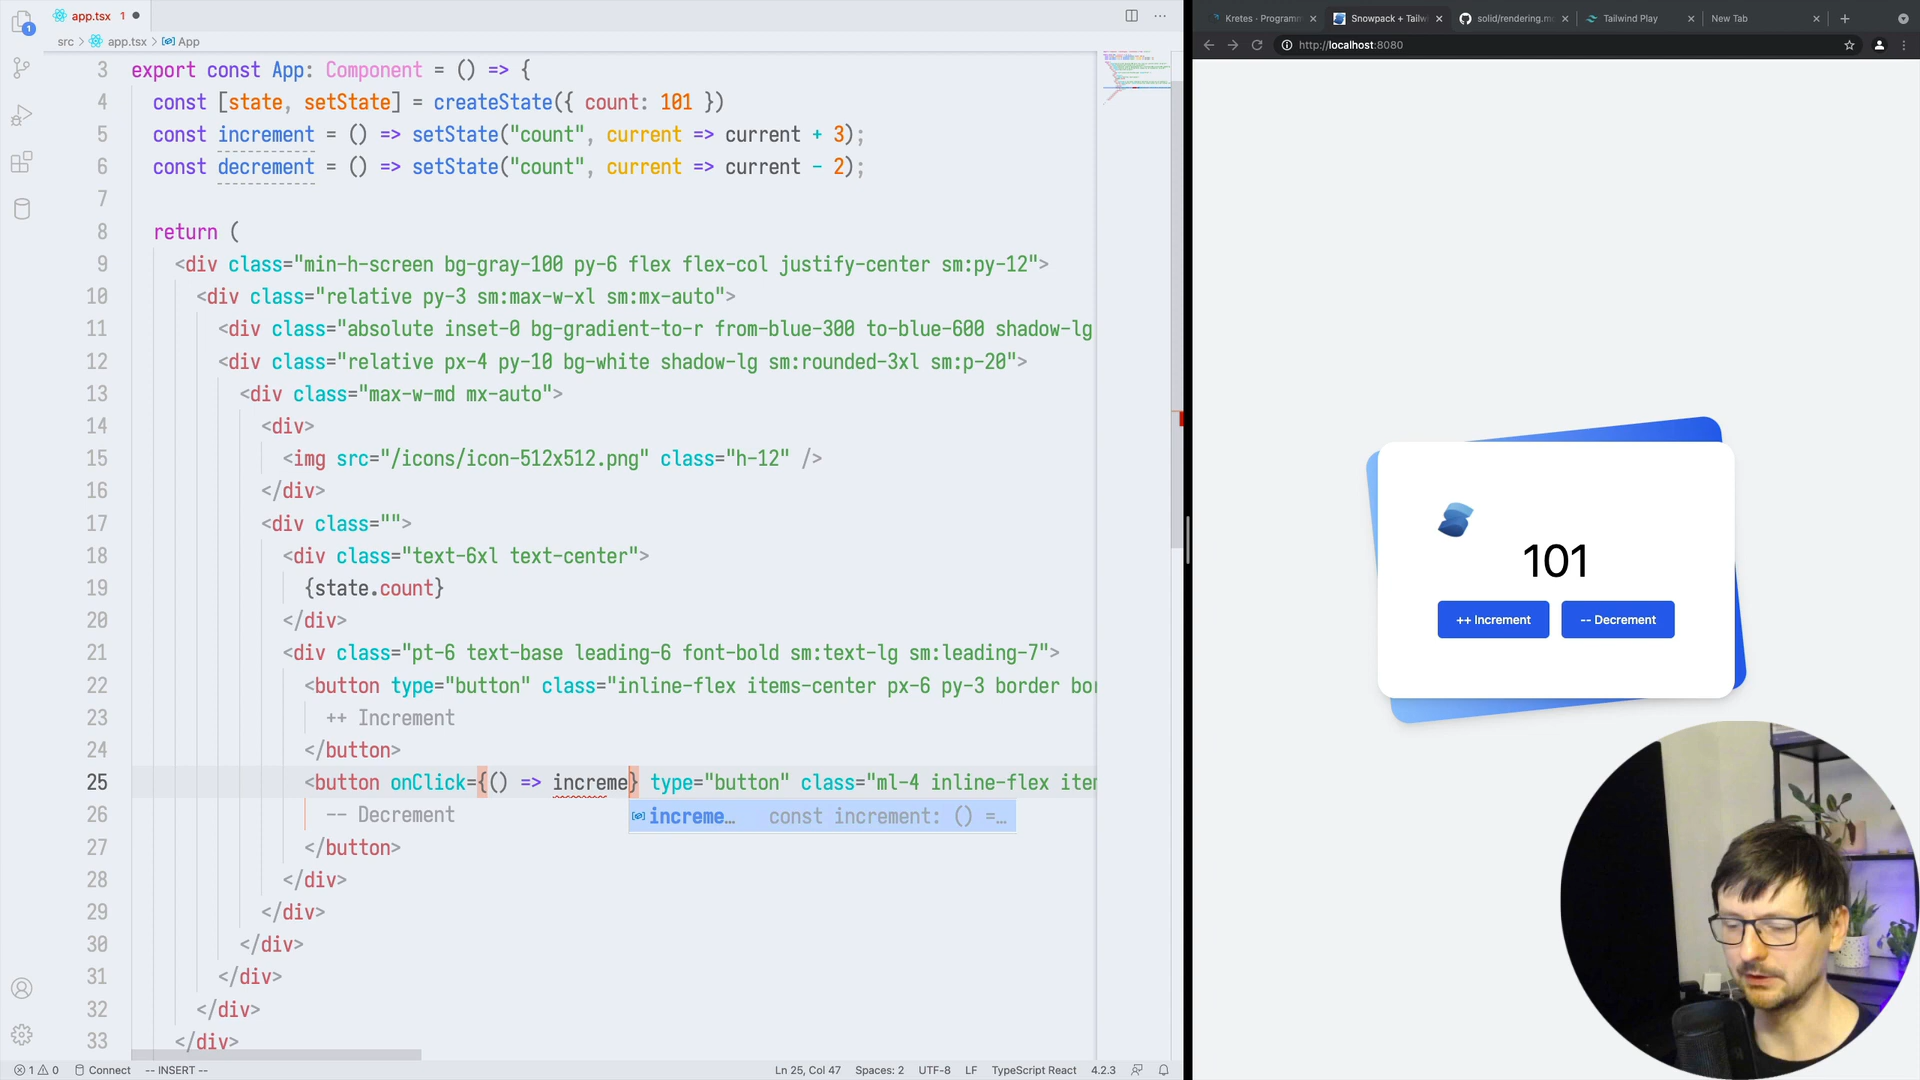 app.tsx 1
src > app.tsx > App
3 export const App: Component = () => {
4 const [state, setState] = createState({ count: 101 })
5 const increment = () => setState("count", current => current + 3);
6 const decrement = () => setState("count", current => current - 2);
7
8 return (
9 <div class="min-h-screen bg-gray-100 py-6 flex flex-col justify-center sm:py-12">
10 <div class="relative py-3 sm:max-w-xl sm:mx-auto">
11 <div class="absolute inset-0 bg-gradient-to-r from-blue-300 to-blue-600 shadow-lg
12 <div class="relative px-4 py-10 bg-white shadow-lg sm:rounded-3xl sm:p-20">
13 <div class="max-w-md mx-auto">
14 <div>
15 <img src="/icons/icon-512x512.png" class="h-12" />
16 </div>
17 <div class="">
18 <div class="text-6xl text-center">
19 {state.count}
20 </div>
21 <div class="pt-6 text-base leading-6 font-bold sm:text-lg sm:leading-7">
22 <button type="button" class="inline-flex items-center px-6 py-3 border bor
23 ++ Increment
24 </button>
25 <button onClick={() => increme} type="button" class="ml-4 inline-flex iten
increme… const increment: () =…
26 -- Decrement
27 </button>
28 </div>
29 </div>
30 </div>
31 </div>
32 </div>
33 </div>
1 0 Connect -- INSERT -- Ln 25, Col 47 Spaces: 2 UTF-8 LF TypeScript React 4.2.3
Kretes · Programm
Snowpack + Tailw
solid/rendering.m
Tailwind Play
New Tab
http://localhost:8080
101
++ Increment
-- Decrement
1